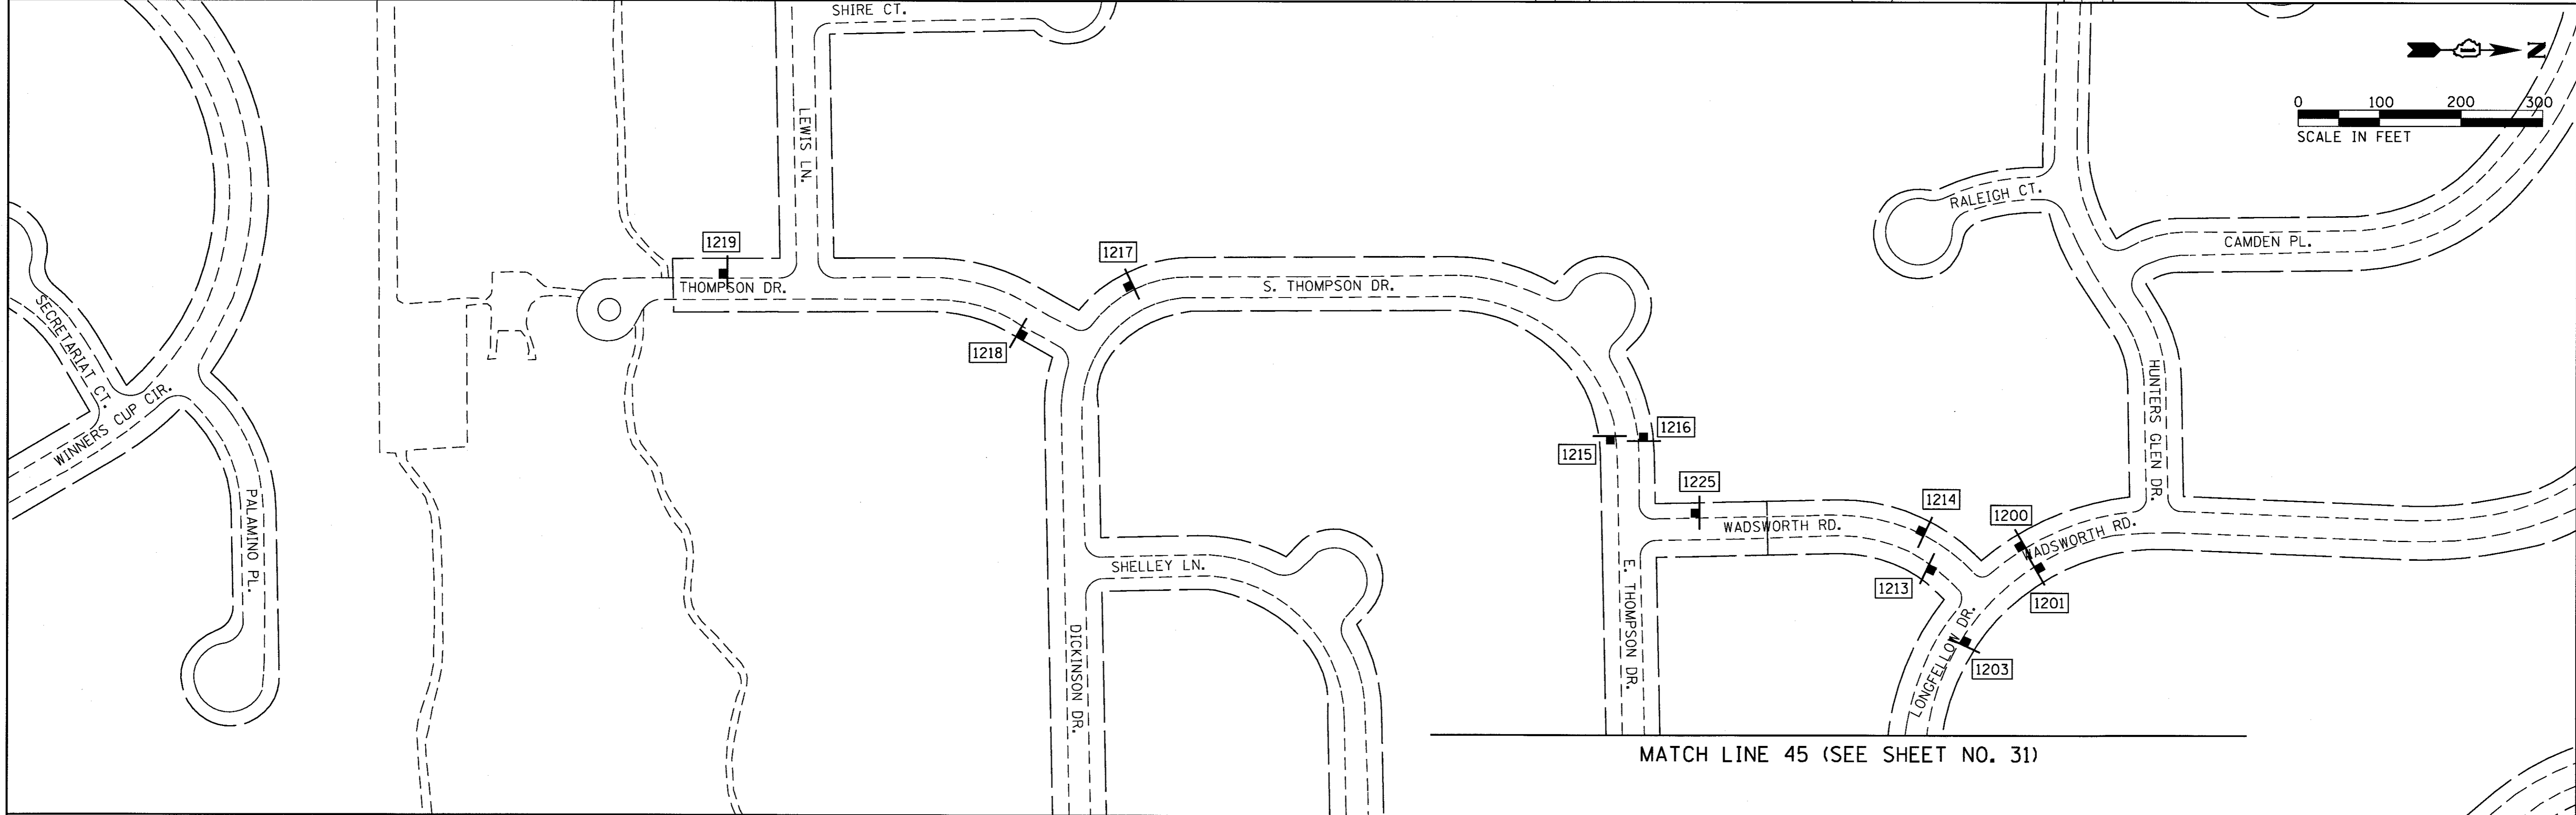 SHIRE CT.
N
0 100 200 300
SCALE IN FEET
LEWIS LN.
RALEIGH CT.
1219
1217
CAMDEN PL.
THOMPSON DR.
S. THOMPSON DR.
SECRETARIAT CT.
1218
WINNERS CUP CIR.
HUNTERS GLEN DR.
1216
1215
1225
1214
1200
PALAMINO PL.
WADSWORTH RD.
WADSWORTH RD.
SHELLEY LN.
E. THOMPSON DR.
1213
1201
DICKINSON DR.
LONGFELLOW DR.
1203
MATCH LINE 45 (SEE SHEET NO. 31)